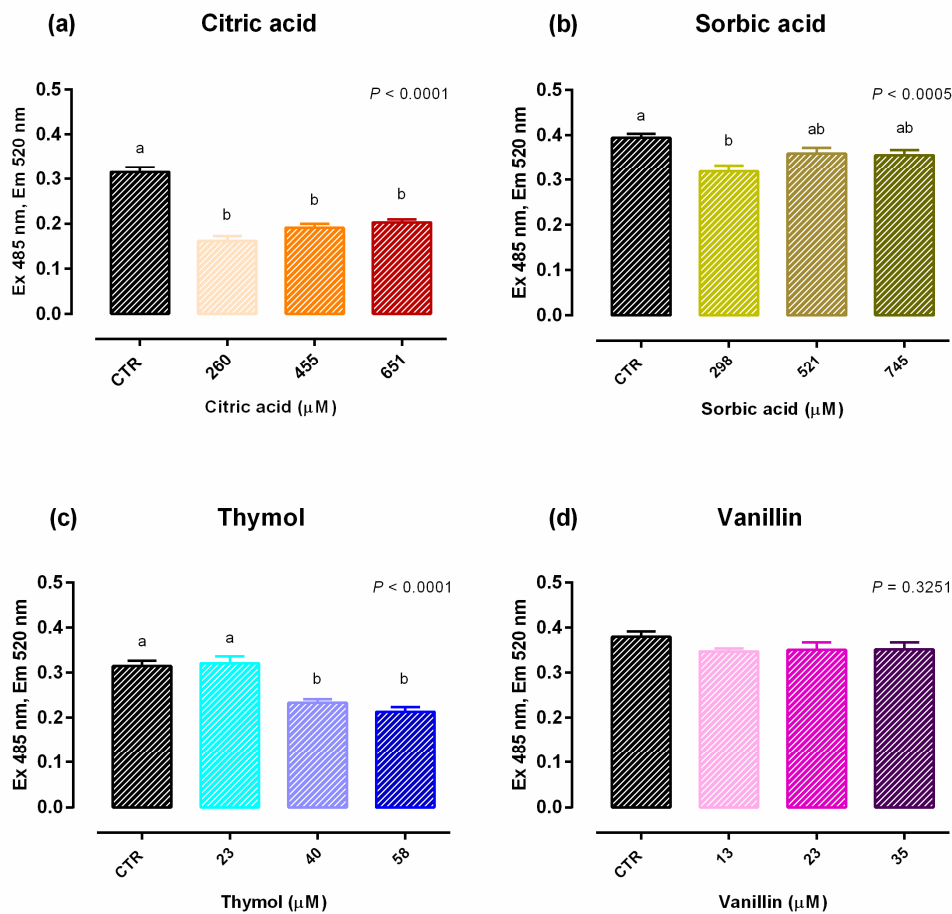 (a) Citric acid
P < 0.0001
Ex 485 nm, Em 520 nm
0.5
0.4
0.3
0.2
0.1
0.0
a
b
b
b
CTR
260
455
651
Citric acid (μM)
(b) Sorbic acid
P < 0.0005
Ex 485 nm, Em 520 nm
0.5
0.4
0.3
0.2
0.1
0.0
a
b
ab
ab
CTR
298
521
745
Sorbic acid (μM)
(c) Thymol
P < 0.0001
Ex 485 nm, Em 520 nm
0.5
0.4
0.3
0.2
0.1
0.0
a
a
b
b
CTR
23
40
58
Thymol (μM)
(d) Vanillin
P = 0.3251
Ex 485 nm, Em 520 nm
0.5
0.4
0.3
0.2
0.1
0.0
CTR
13
23
35
Vanillin (μM)